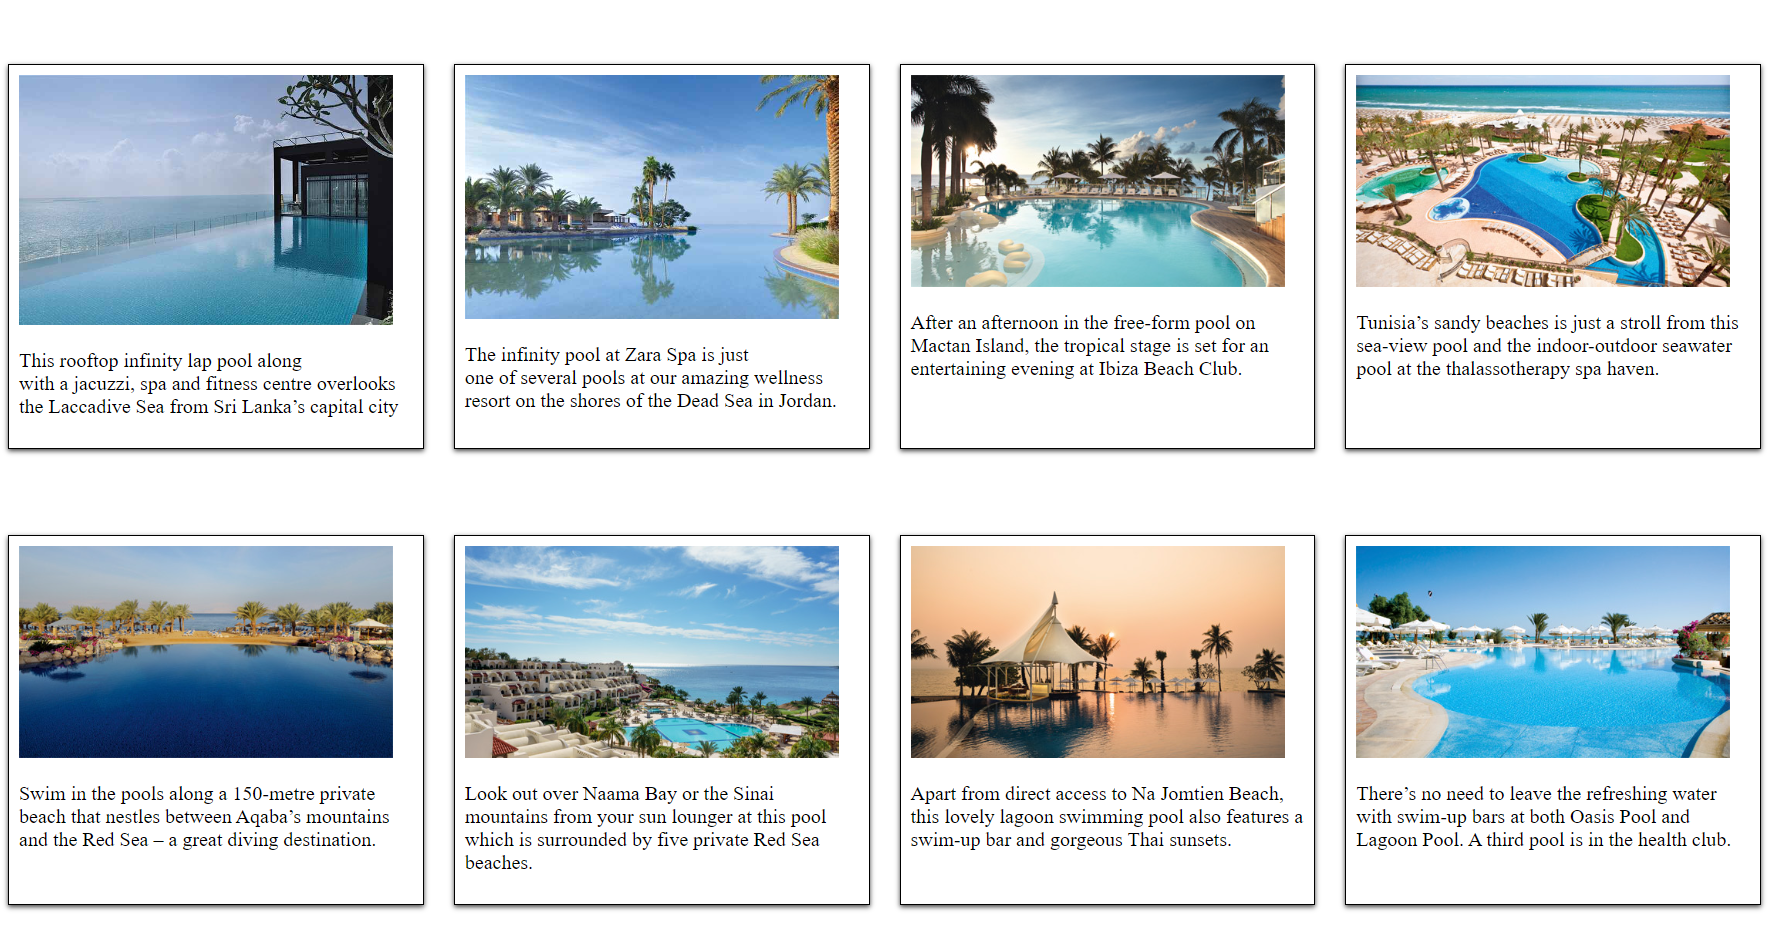 This rooftop infinity lap pool along
with a jacuzzi, spa and fitness centre overlooks
the Laccadive Sea from Sri Lanka’s capital city
The infinity pool at Zara Spa is just
one of several pools at our amazing wellness
resort on the shores of the Dead Sea in Jordan.
After an afternoon in the free-form pool on
Mactan Island, the tropical stage is set for an
entertaining evening at Ibiza Beach Club.
Tunisia’s sandy beaches is just a stroll from this
sea-view pool and the indoor-outdoor seawater
pool at the thalassotherapy spa haven.
Swim in the pools along a 150-metre private
beach that nestles between Aqaba’s mountains
and the Red Sea – a great diving destination.
Look out over Naama Bay or the Sinai
mountains from your sun lounger at this pool
which is surrounded by five private Red Sea
beaches.
Apart from direct access to Na Jomtien Beach,
this lovely lagoon swimming pool also features a
swim-up bar and gorgeous Thai sunsets.
There’s no need to leave the refreshing water
with swim-up bars at both Oasis Pool and
Lagoon Pool. A third pool is in the health club.